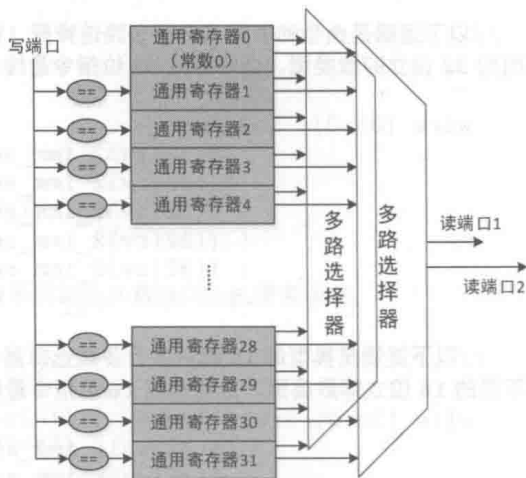 写端口
通用寄存器0
(常数0)
== 通用寄存器1
== 通用寄存器2
== 通用寄存器3
== 通用寄存器4
== 通用寄存器28
== 通用寄存器29
== 通用寄存器30
== 通用寄存器31
多路选择器
多路选择器
读端口1
读端口2